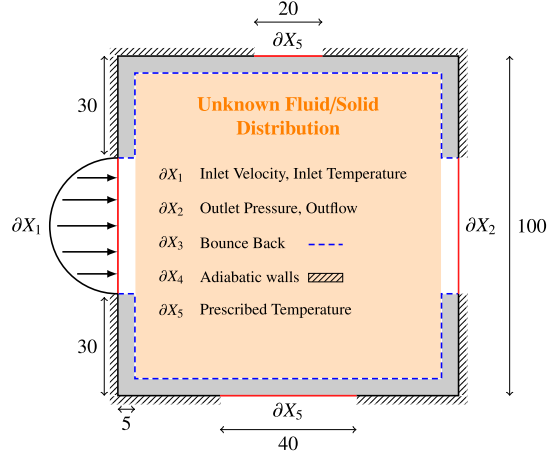 20
∂X₅
30
Unknown Fluid/Solid
Distribution
∂X₁ Inlet Velocity, Inlet Temperature
∂X₂ Outlet Pressure, Outflow
∂X₃ Bounce Back
∂X₄ Adiabatic walls
∂X₅ Prescribed Temperature
∂X₁
∂X₂
100
30
5
∂X₅
40